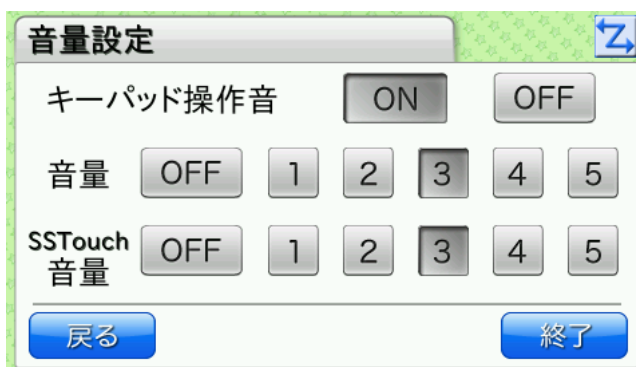 音量設定
キーパッド操作音 ON OFF
音量 OFF 1 2 3 4 5
SSTouch
音量 OFF 1 2 3 4 5
戻る 終了